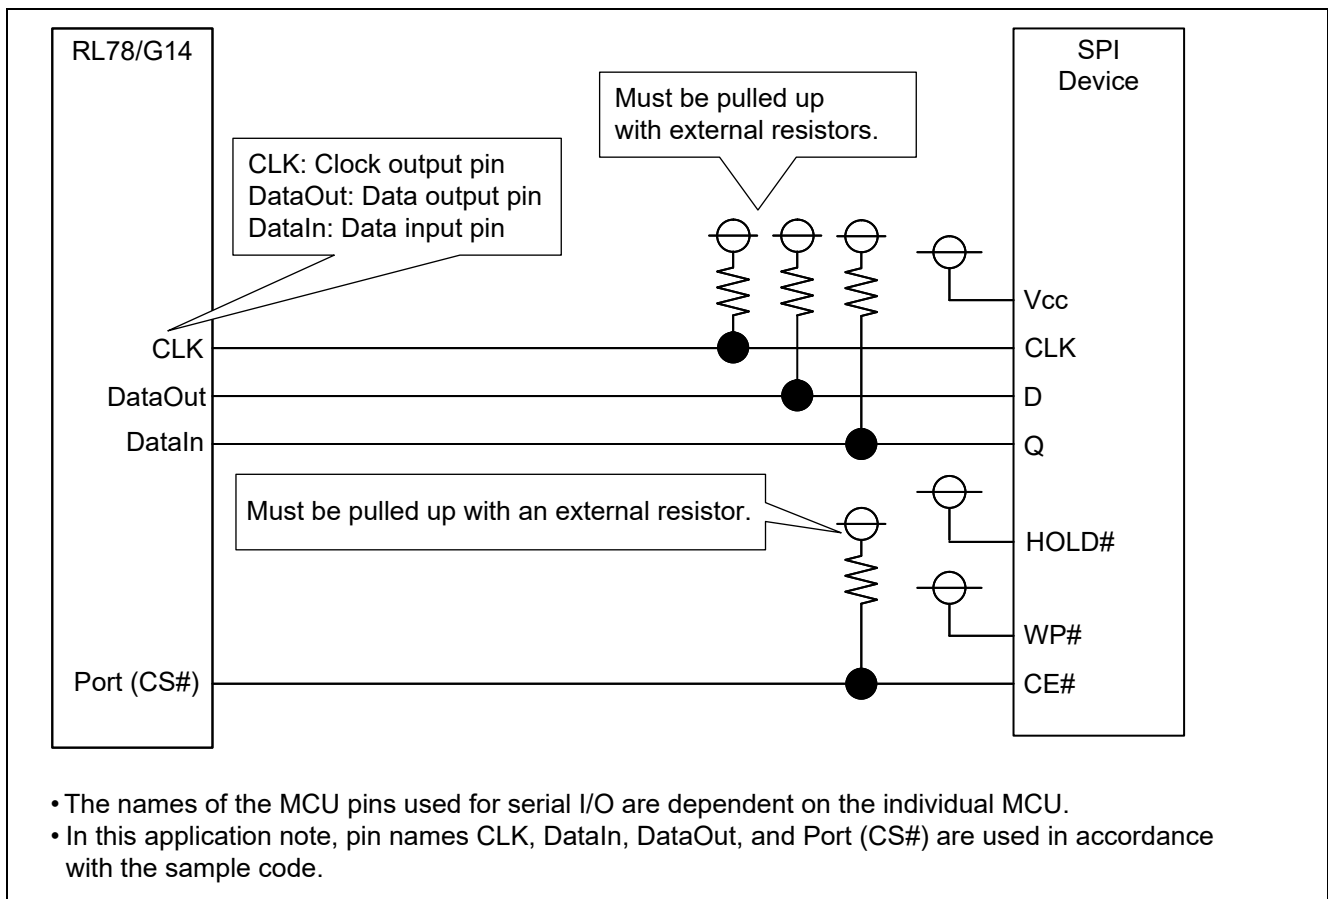 RL78/G14
SPI
Device
Must be pulled up
with external resistors.
CLK: Clock output pin
DataOut: Data output pin
DataIn: Data input pin
Vcc
CLK
CLK
DataOut
D
DataIn
Q
Must be pulled up with an external resistor.
HOLD#
WP#
Port (CS#)
CE#
• The names of the MCU pins used for serial I/O are dependent on the individual MCU.
• In this application note, pin names CLK, DataIn, DataOut, and Port (CS#) are used in accordance
with the sample code.